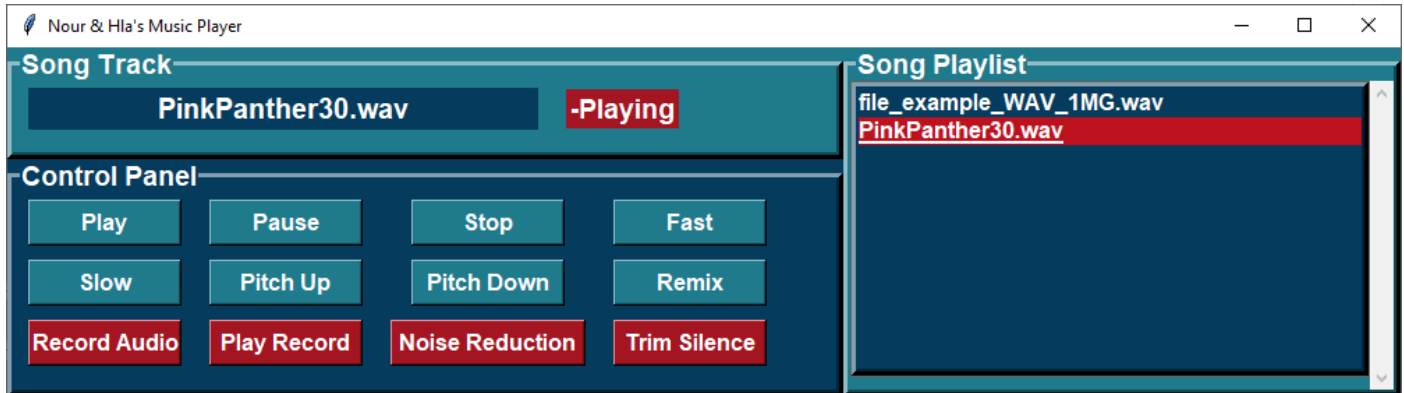 Nour & Hla's Music Player
Song Track
PinkPanther30.wav -Playing
Control Panel
Play Pause Stop Fast
Slow Pitch Up Pitch Down Remix
Record Audio Play Record Noise Reduction Trim Silence
Song Playlist
file_example_WAV_1MG.wav
PinkPanther30.wav